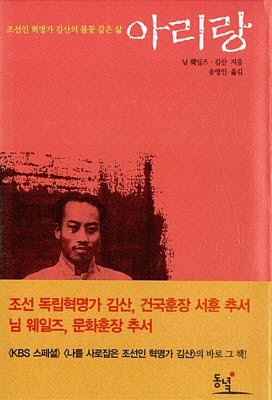 조선인 혁명가 김산의 불꽃 같은 삶
아리랑
님 웨일즈·김산 지음
송영인 옮김
조선 독립혁명가 김산, 건국훈장 서훈 추서
님 웨일즈, 문화훈장 추서
〈KBS 스페셜〉 〈나를 사로잡은 조선인 혁명가 김산〉의 바로 그 책!
동녘